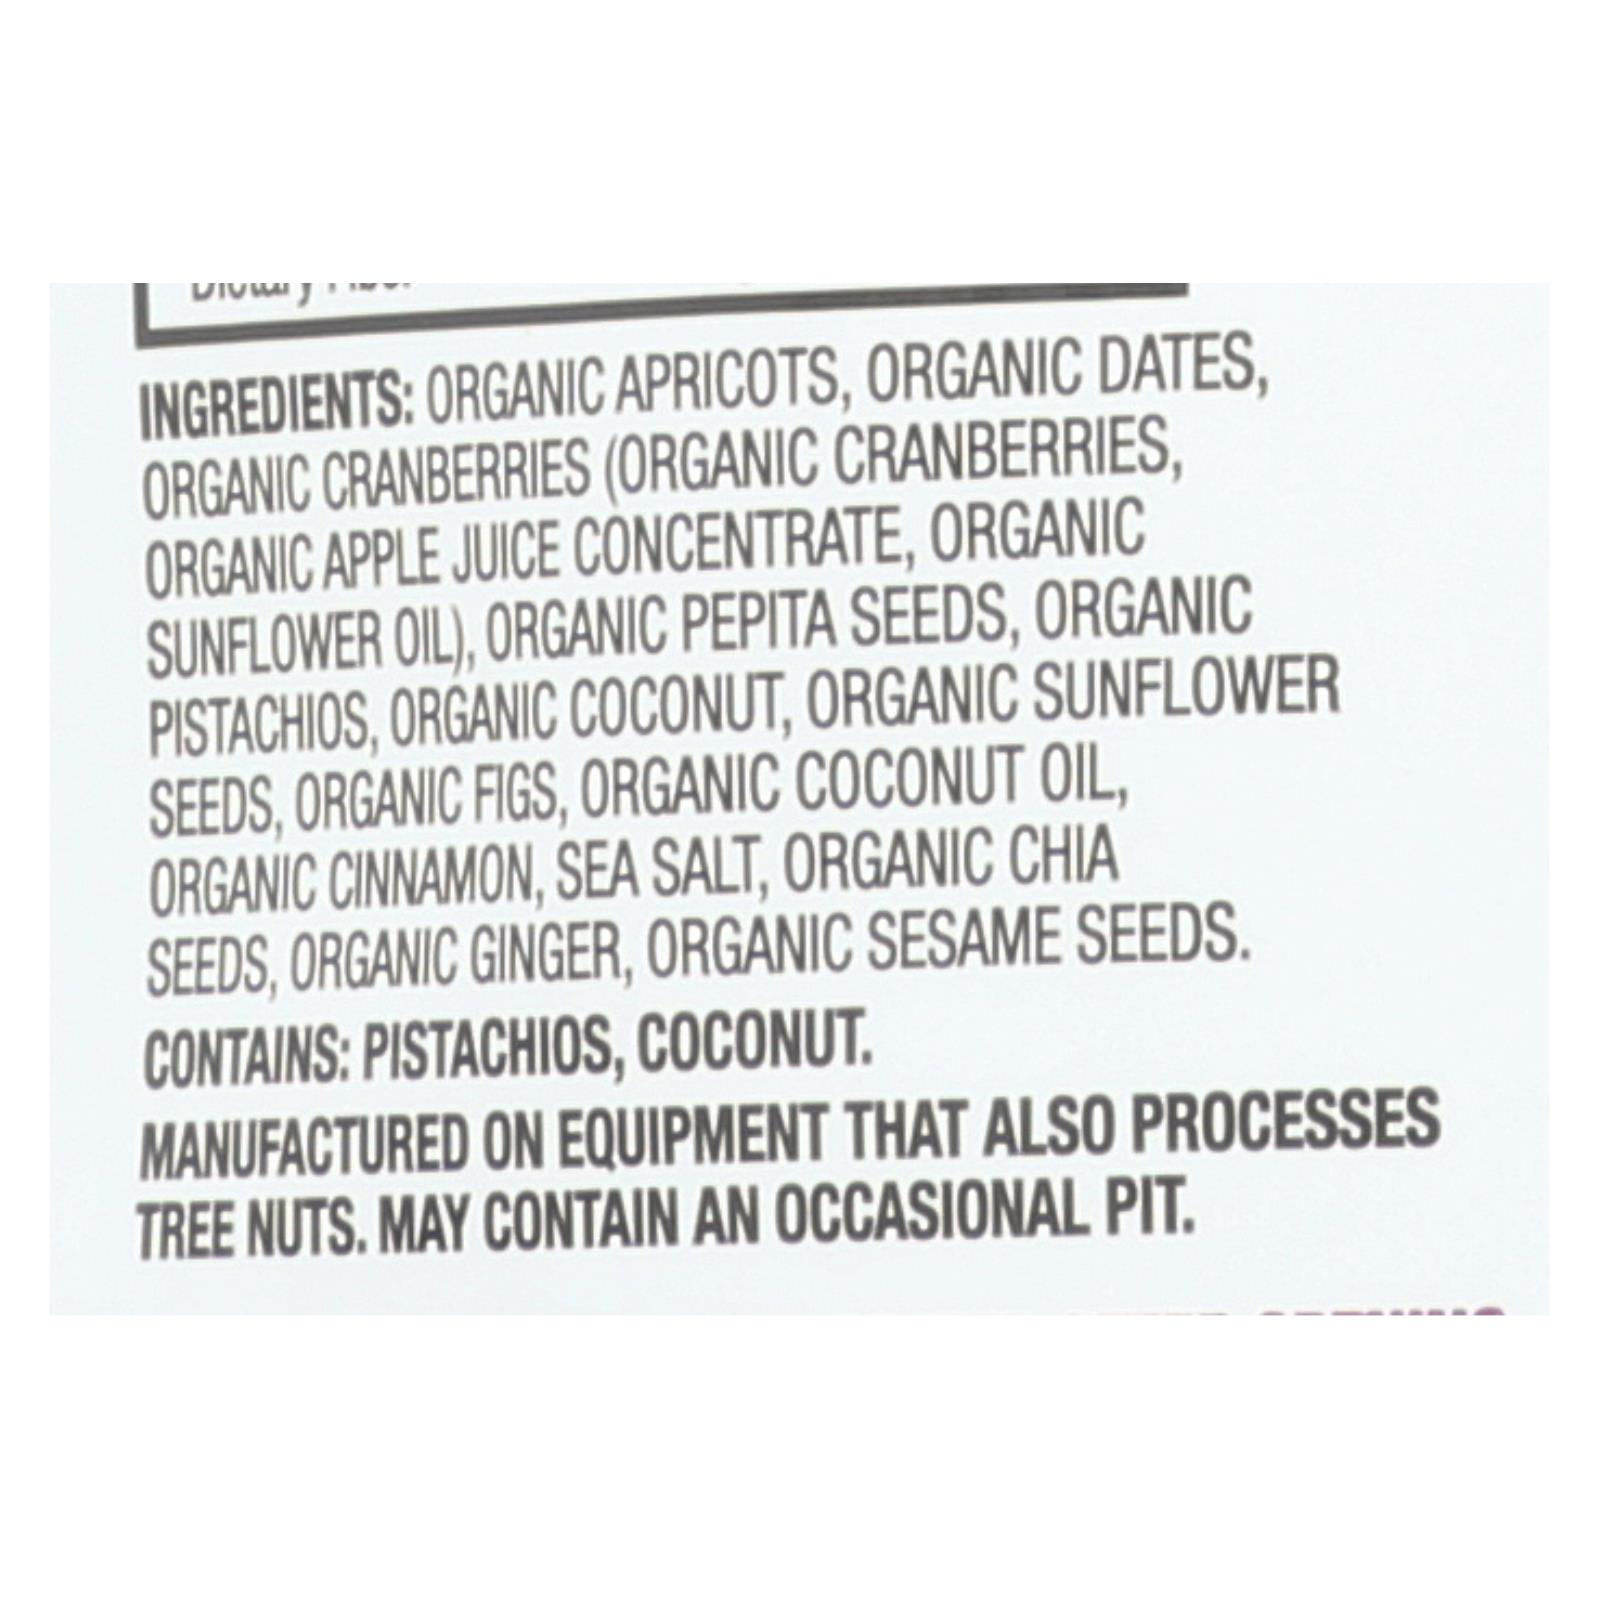 Dietary Fiber
INGREDIENTS: ORGANIC APRICOTS, ORGANIC DATES,
ORGANIC CRANBERRIES (ORGANIC CRANBERRIES,
ORGANIC APPLE JUICE CONCENTRATE, ORGANIC
SUNFLOWER OIL), ORGANIC PEPITA SEEDS, ORGANIC
PISTACHIOS, ORGANIC COCONUT, ORGANIC SUNFLOWER
SEEDS, ORGANIC FIGS, ORGANIC COCONUT OIL,
ORGANIC CINNAMON, SEA SALT, ORGANIC CHIA
SEEDS, ORGANIC GINGER, ORGANIC SESAME SEEDS.
CONTAINS: PISTACHIOS, COCONUT.
MANUFACTURED ON EQUIPMENT THAT ALSO PROCESSES
TREE NUTS. MAY CONTAIN AN OCCASIONAL PIT.